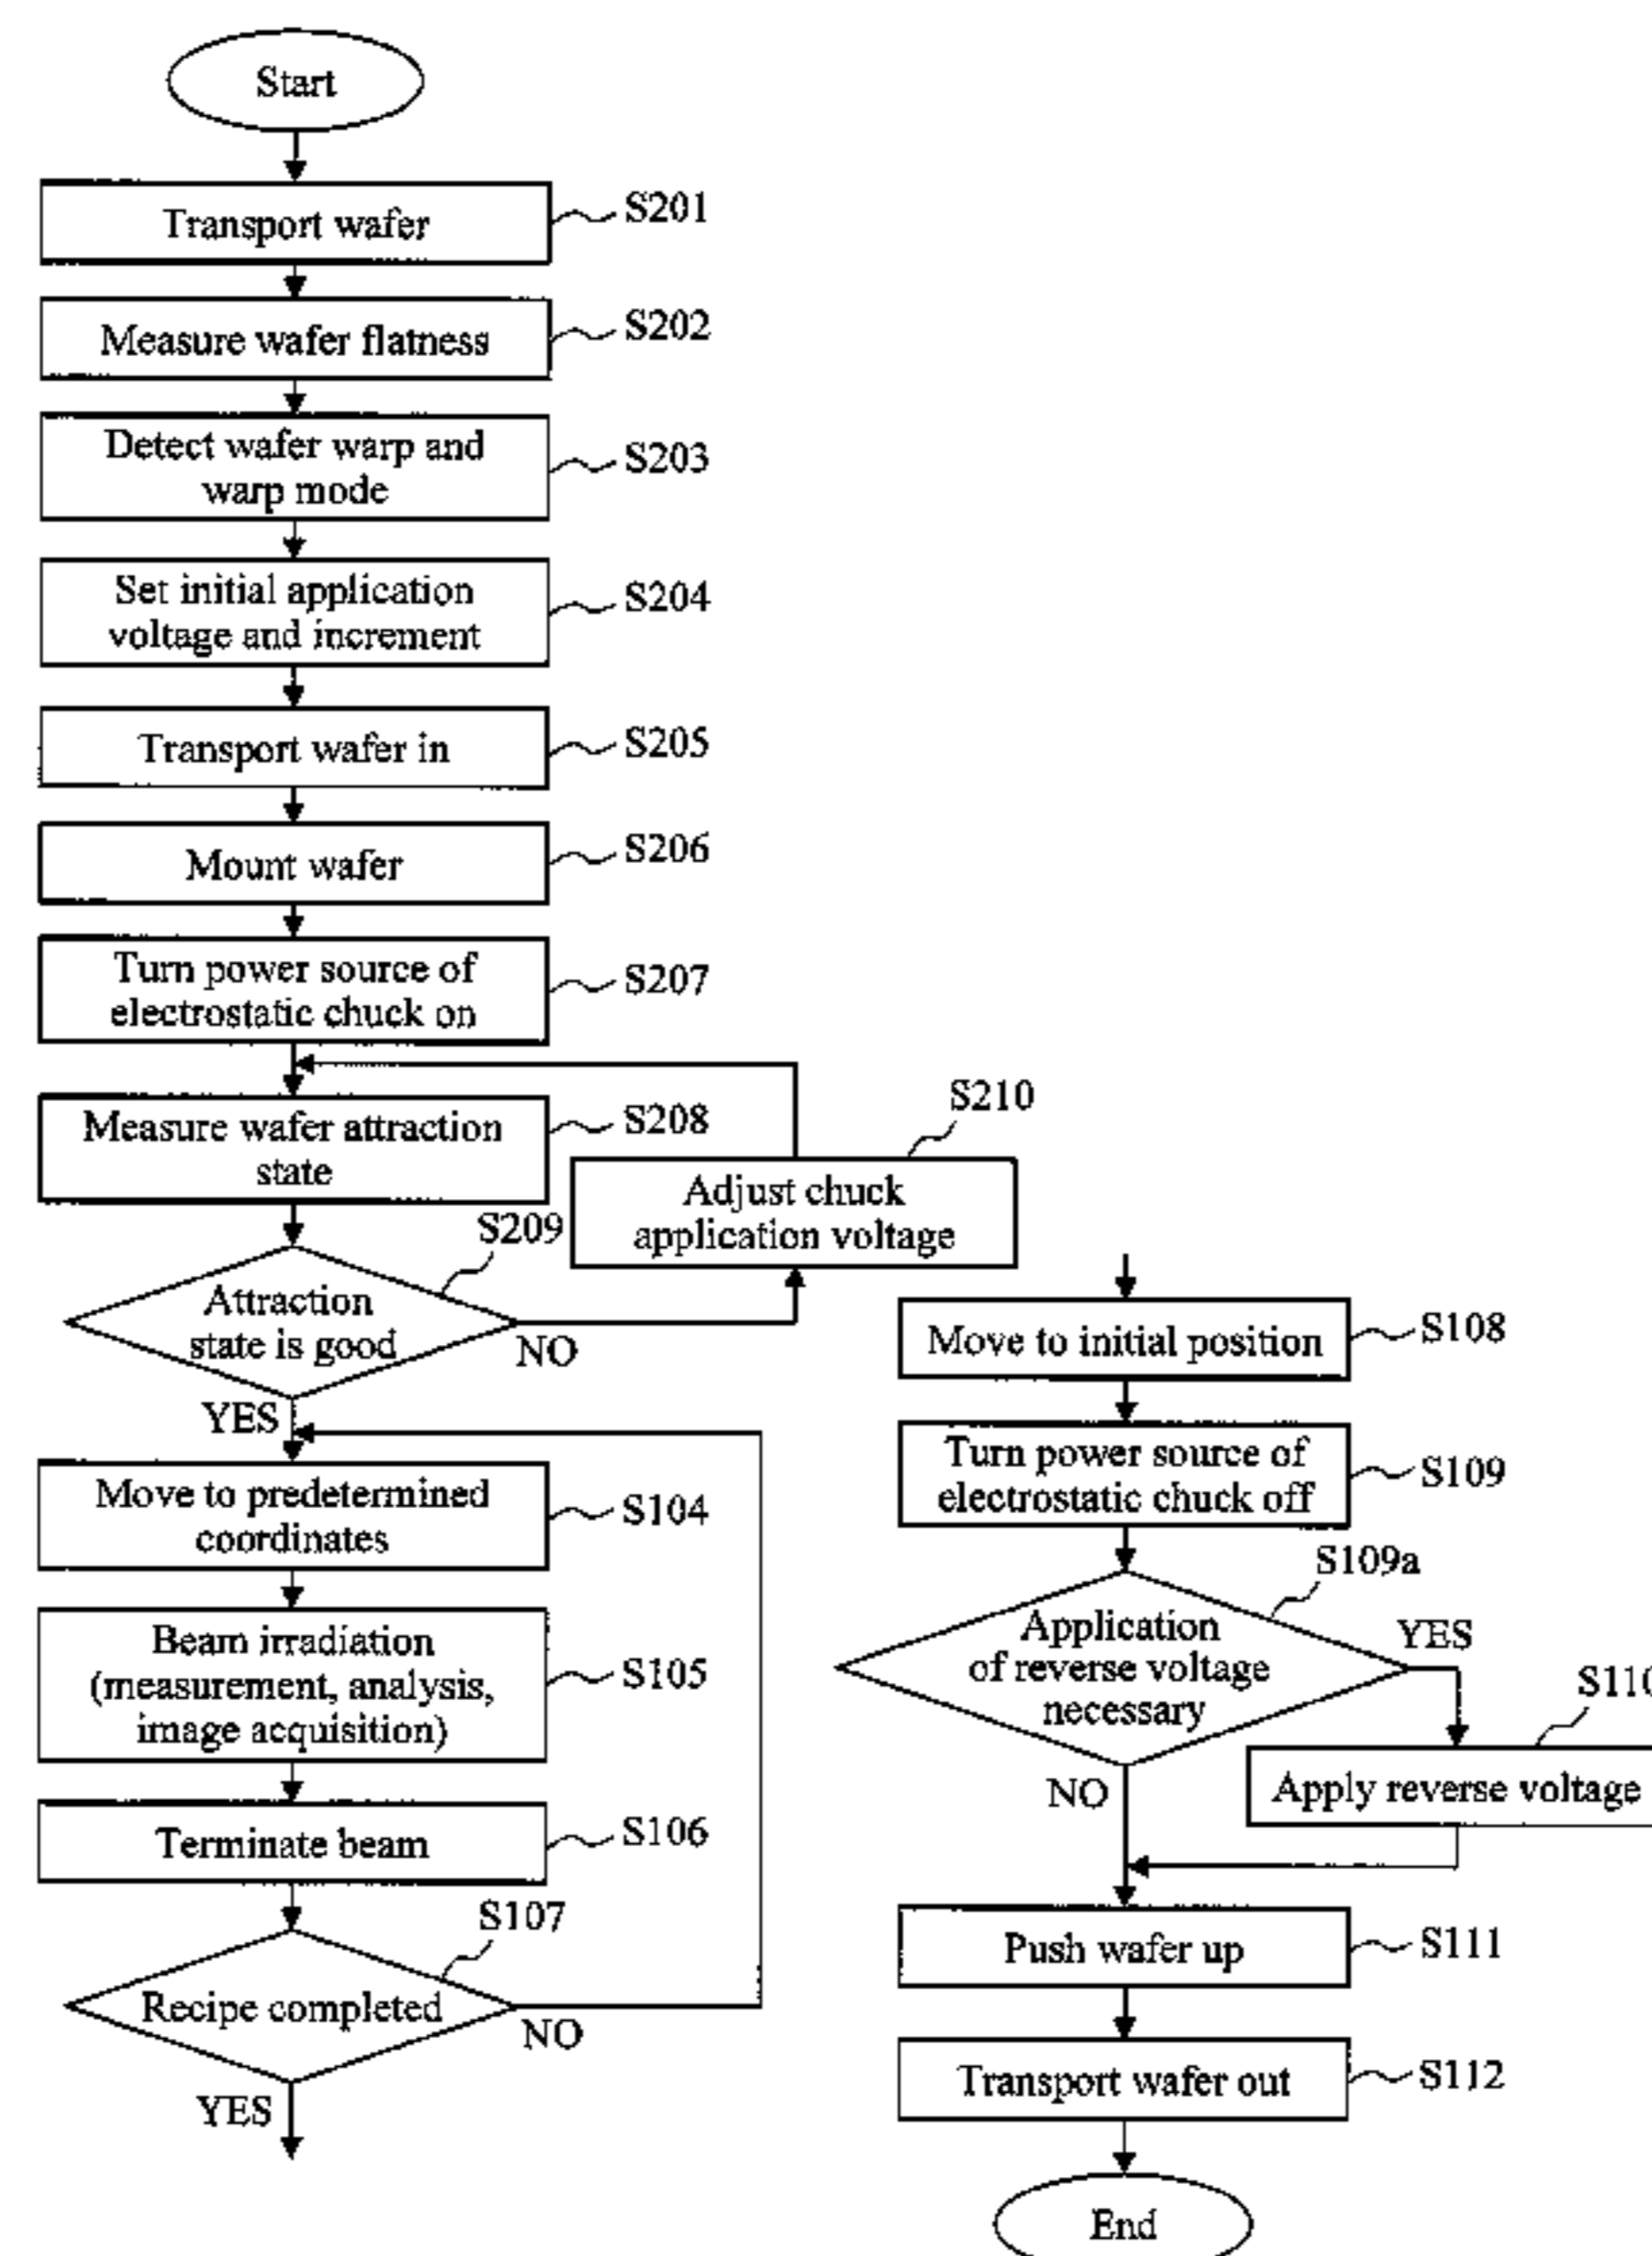 Start
Transport wafer
S201
Measure wafer flatness
S202
Detect wafer warp and
warp mode
S203
Set initial application
voltage and increment
S204
Transport wafer in
S205
Mount wafer
S206
Turn power source of
electrostatic chuck on
S207
Measure wafer attraction
state
S208
S210
Adjust chuck
application voltage
S209
Attraction
state is good
NO
YES
Move to predetermined
coordinates
S104
Beam irradiation
(measurement, analysis,
image acquisition)
S105
Terminate beam
S106
S107
Recipe completed
NO
YES
Move to initial position
S108
Turn power source of
electrostatic chuck off
S109
S109a
Application
of reverse voltage
necessary
YES
NO
S110
Apply reverse voltage
Push wafer up
S111
Transport wafer out
S112
End